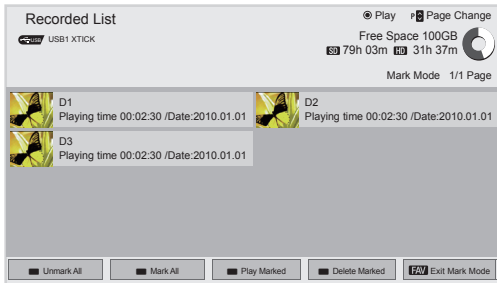 Recorded List
Play P Page Change
USB USB1 XTICK
Free Space 100GB
SD 79h 03m HD 31h 37m
Mark Mode 1/1 Page
D1
Playing time 00:02:30 /Date:2010.01.01
D2
Playing time 00:02:30 /Date:2010.01.01
D3
Playing time 00:02:30 /Date:2010.01.01
Unmark All
Mark All
Play Marked
Delete Marked
FAV Exit Mark Mode